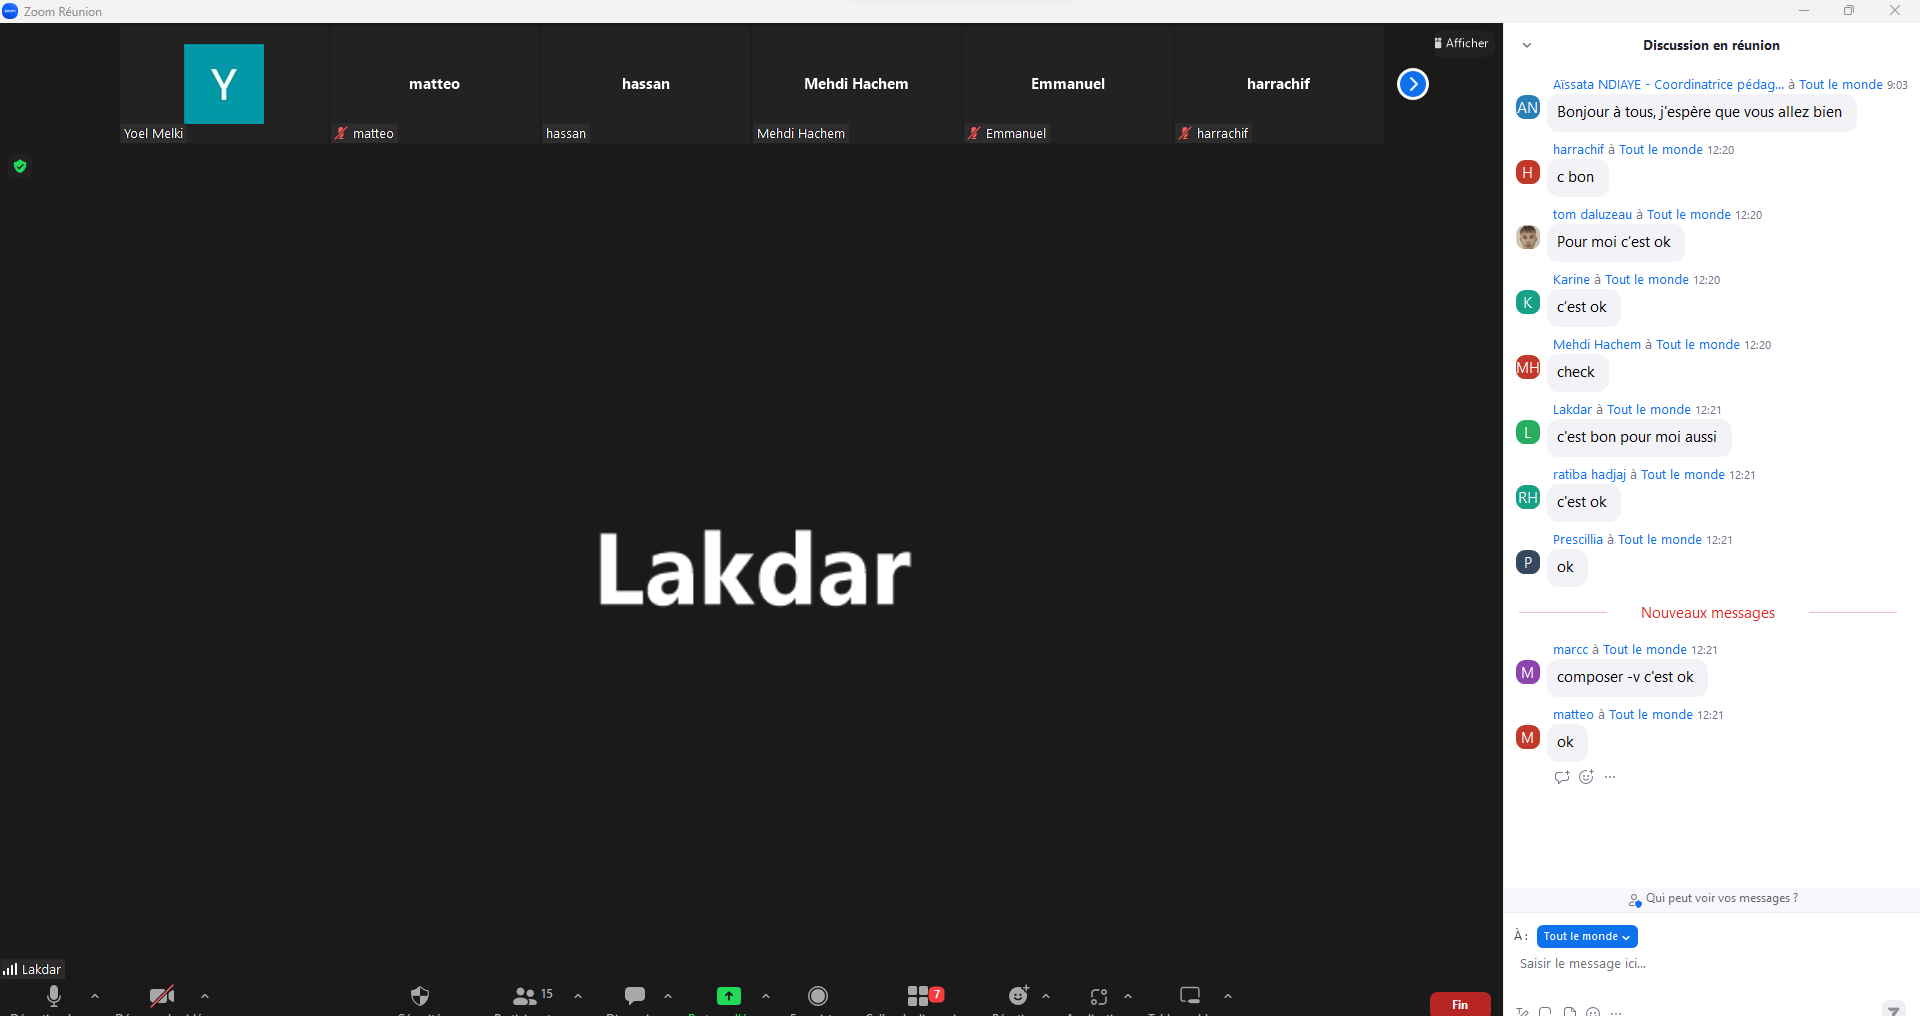 Zoom Réunion
Y
matteo
hassan
Mehdi Hachem
Emmanuel
harrachif
Afficher
Yoel Melki
matteo
hassan
Mehdi Hachem
Emmanuel
harrachif
Lakdar
Lakdar
15
7
Fin
Discussion en réunion
Aïssata NDIAYE - Coordinatrice pédag... à Tout le monde 9:03
AN
Bonjour à tous, j'espère que vous allez bien
harrachif à Tout le monde 12:20
H
c bon
tom daluzeau à Tout le monde 12:20
Pour moi c’est ok
Karine à Tout le monde 12:20
K
c’est ok
Mehdi Hachem à Tout le monde 12:20
MH
check
Lakdar à Tout le monde 12:21
L
c'est bon pour moi aussi
ratiba hadjaj à Tout le monde 12:21
RH
c'est ok
Prescillia à Tout le monde 12:21
P
ok
Nouveaux messages
marcc à Tout le monde 12:21
M
composer -v c'est ok
matteo à Tout le monde 12:21
M
ok
Qui peut voir vos messages ?
À : Tout le monde
Saisir le message ici...